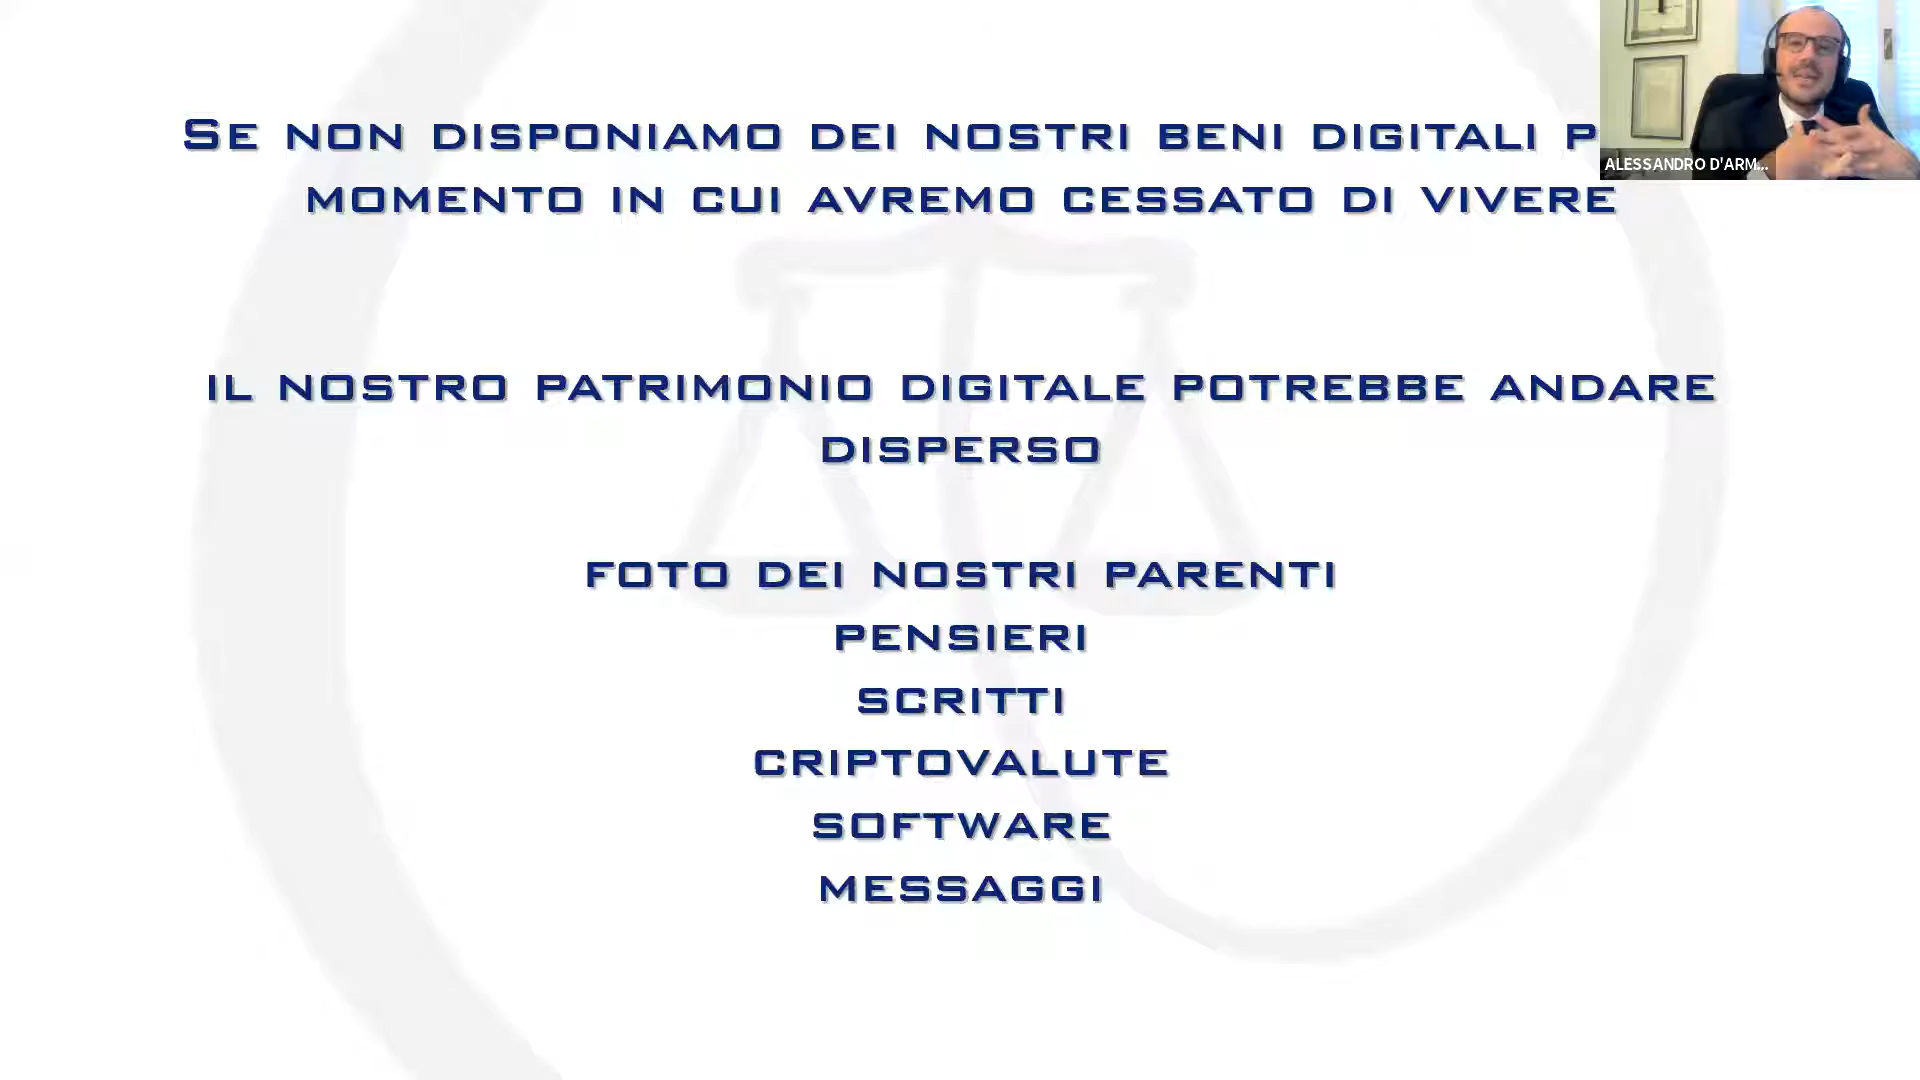 Se non disponiamo dei nostri beni digitali p
momento in cui avremo cessato di vivere
il nostro patrimonio digitale potrebbe andare
disperso
foto dei nostri parenti
pensieri
scritti
criptovalute
software
messaggi
ALESSANDRO D'ARM...